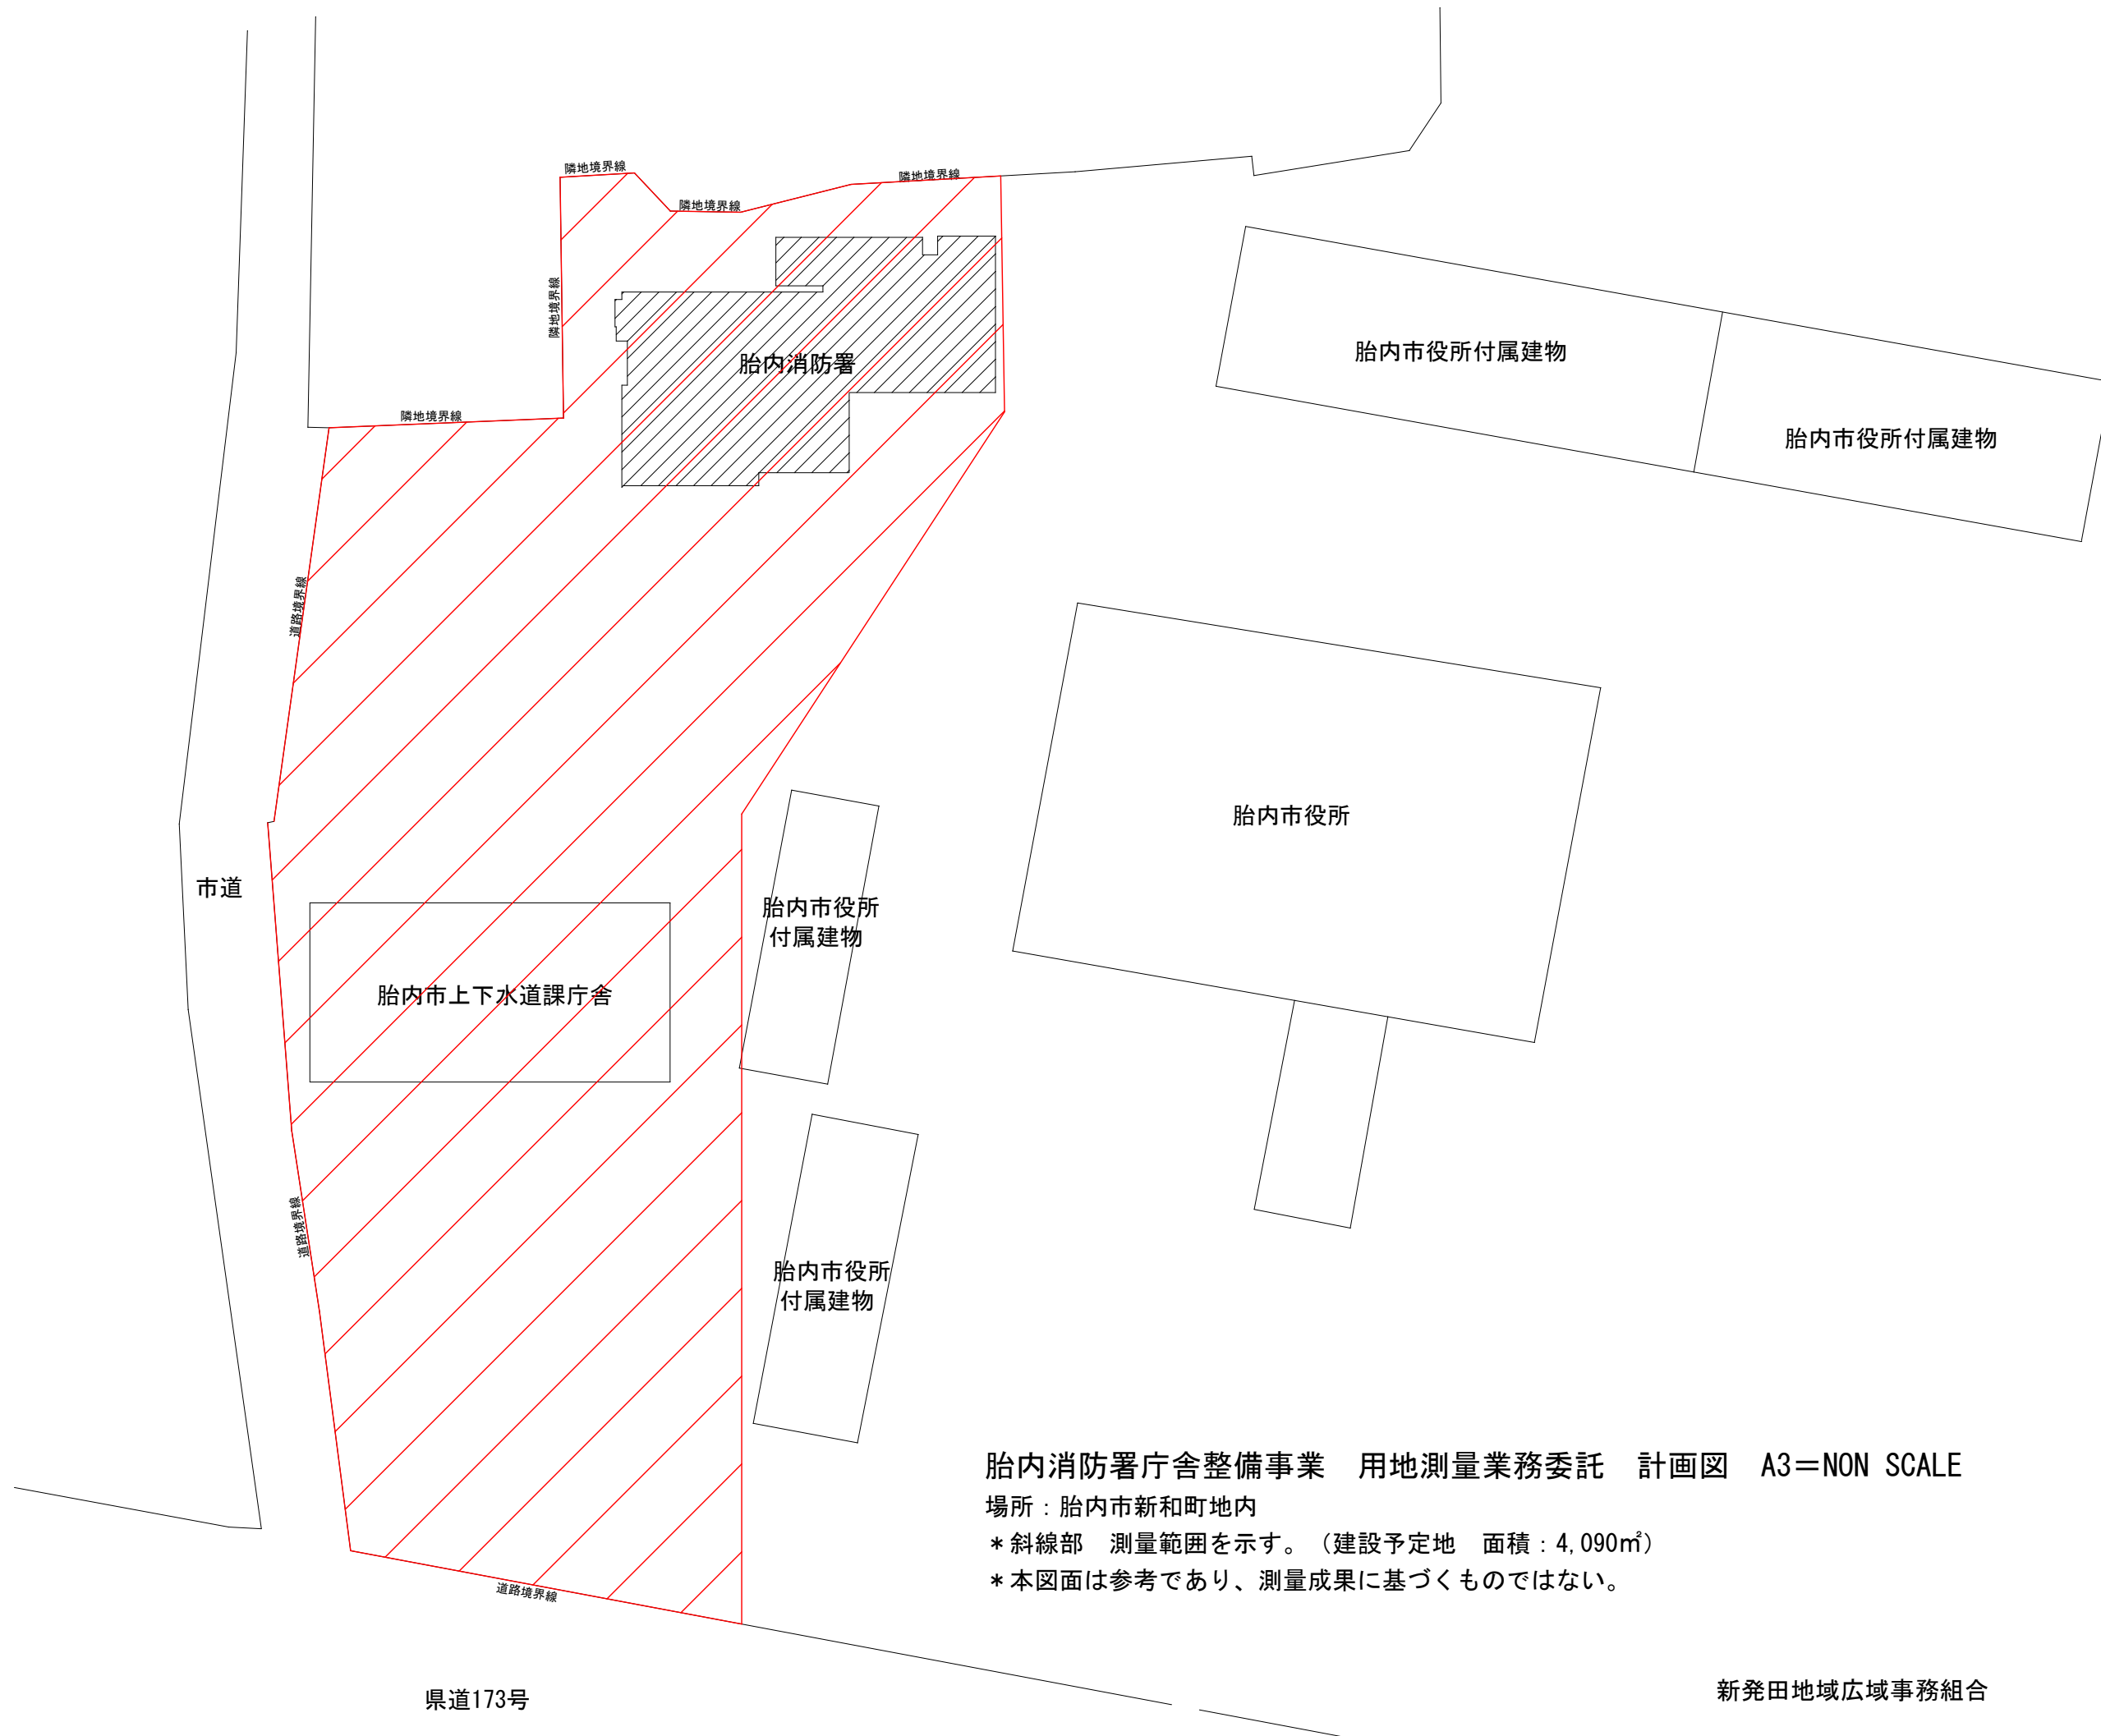 隣地境界線
隣地境界線
隣地境界線
隣地境界線
隣地境界線
胎内消防署
胎内市役所付属建物
胎内市役所付属建物
道路境界線
胎内市役所
市道
胎内市役所
付属建物
胎内市上下水道課庁舎
道路境界線
胎内市役所
付属建物
胎内消防署庁舎整備事業　用地測量業務委託　計画図　A3＝NON SCALE
場所：胎内市新和町地内
＊斜線部　測量範囲を示す。（建設予定地　面積：4,090㎡）
＊本図面は参考であり、測量成果に基づくものではない。
道路境界線
県道173号
新発田地域広域事務組合